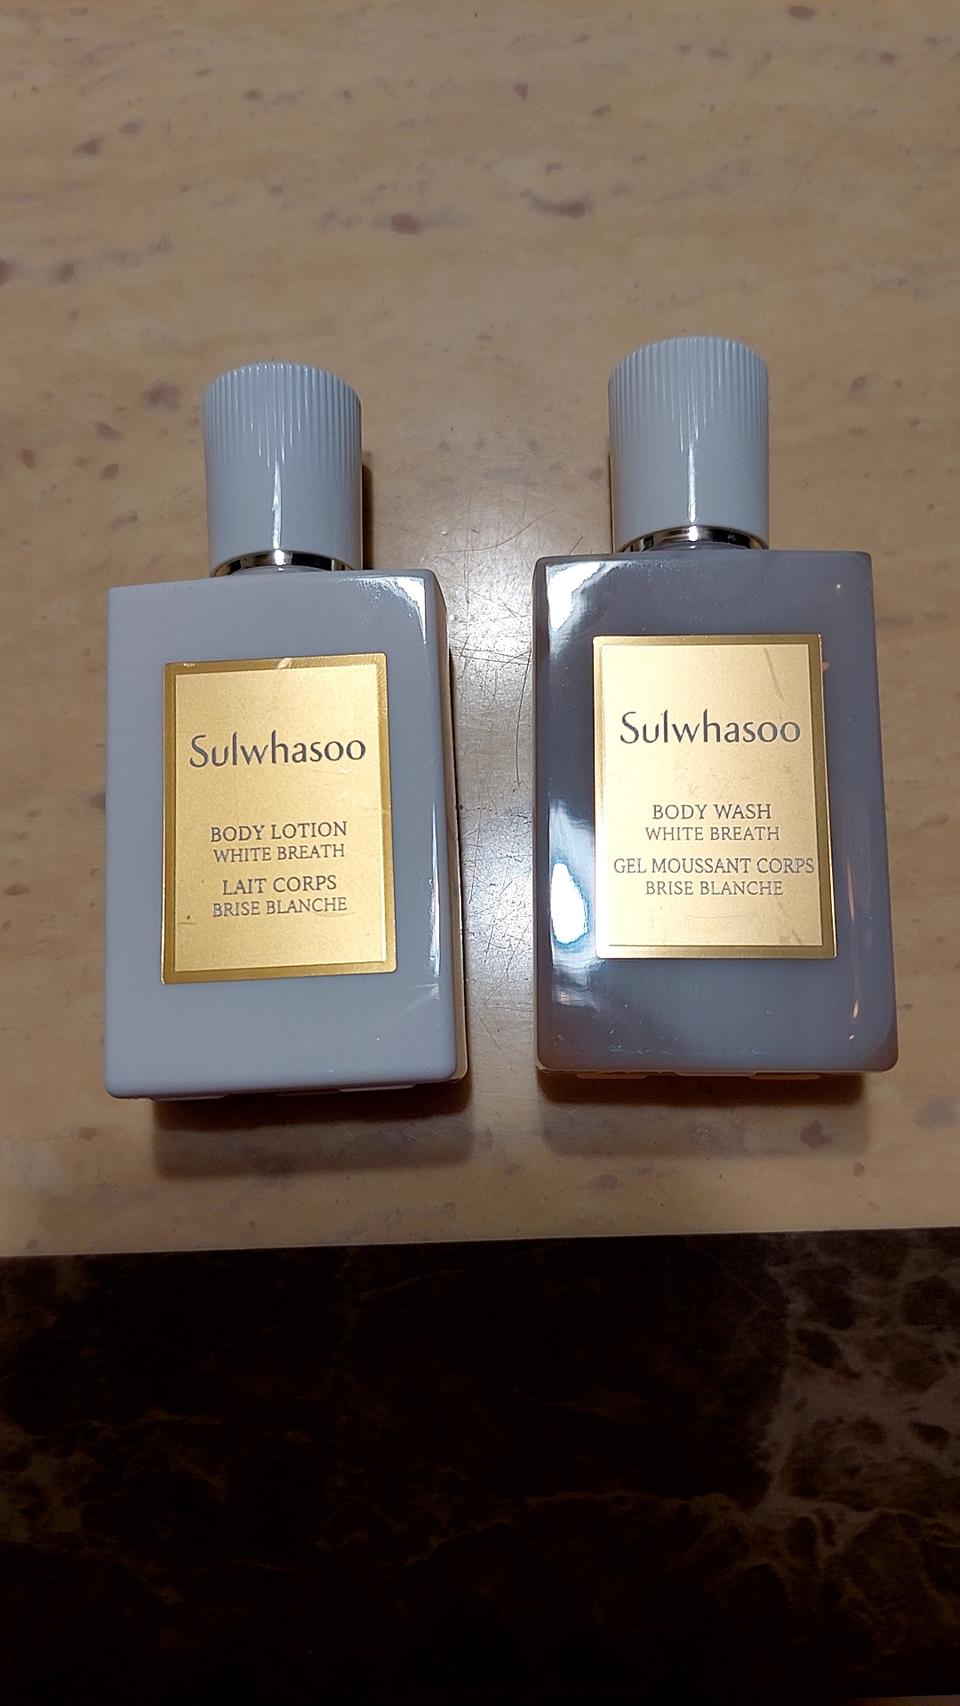 Sulwhasoo
BODY LOTION
WHITE BREATH
LAIT CORPS
BRISE BLANCHE
Sulwhasoo
BODY WASH
WHITE BREATH
GEL MOUSSANT CORPS
BRISE BLANCHE